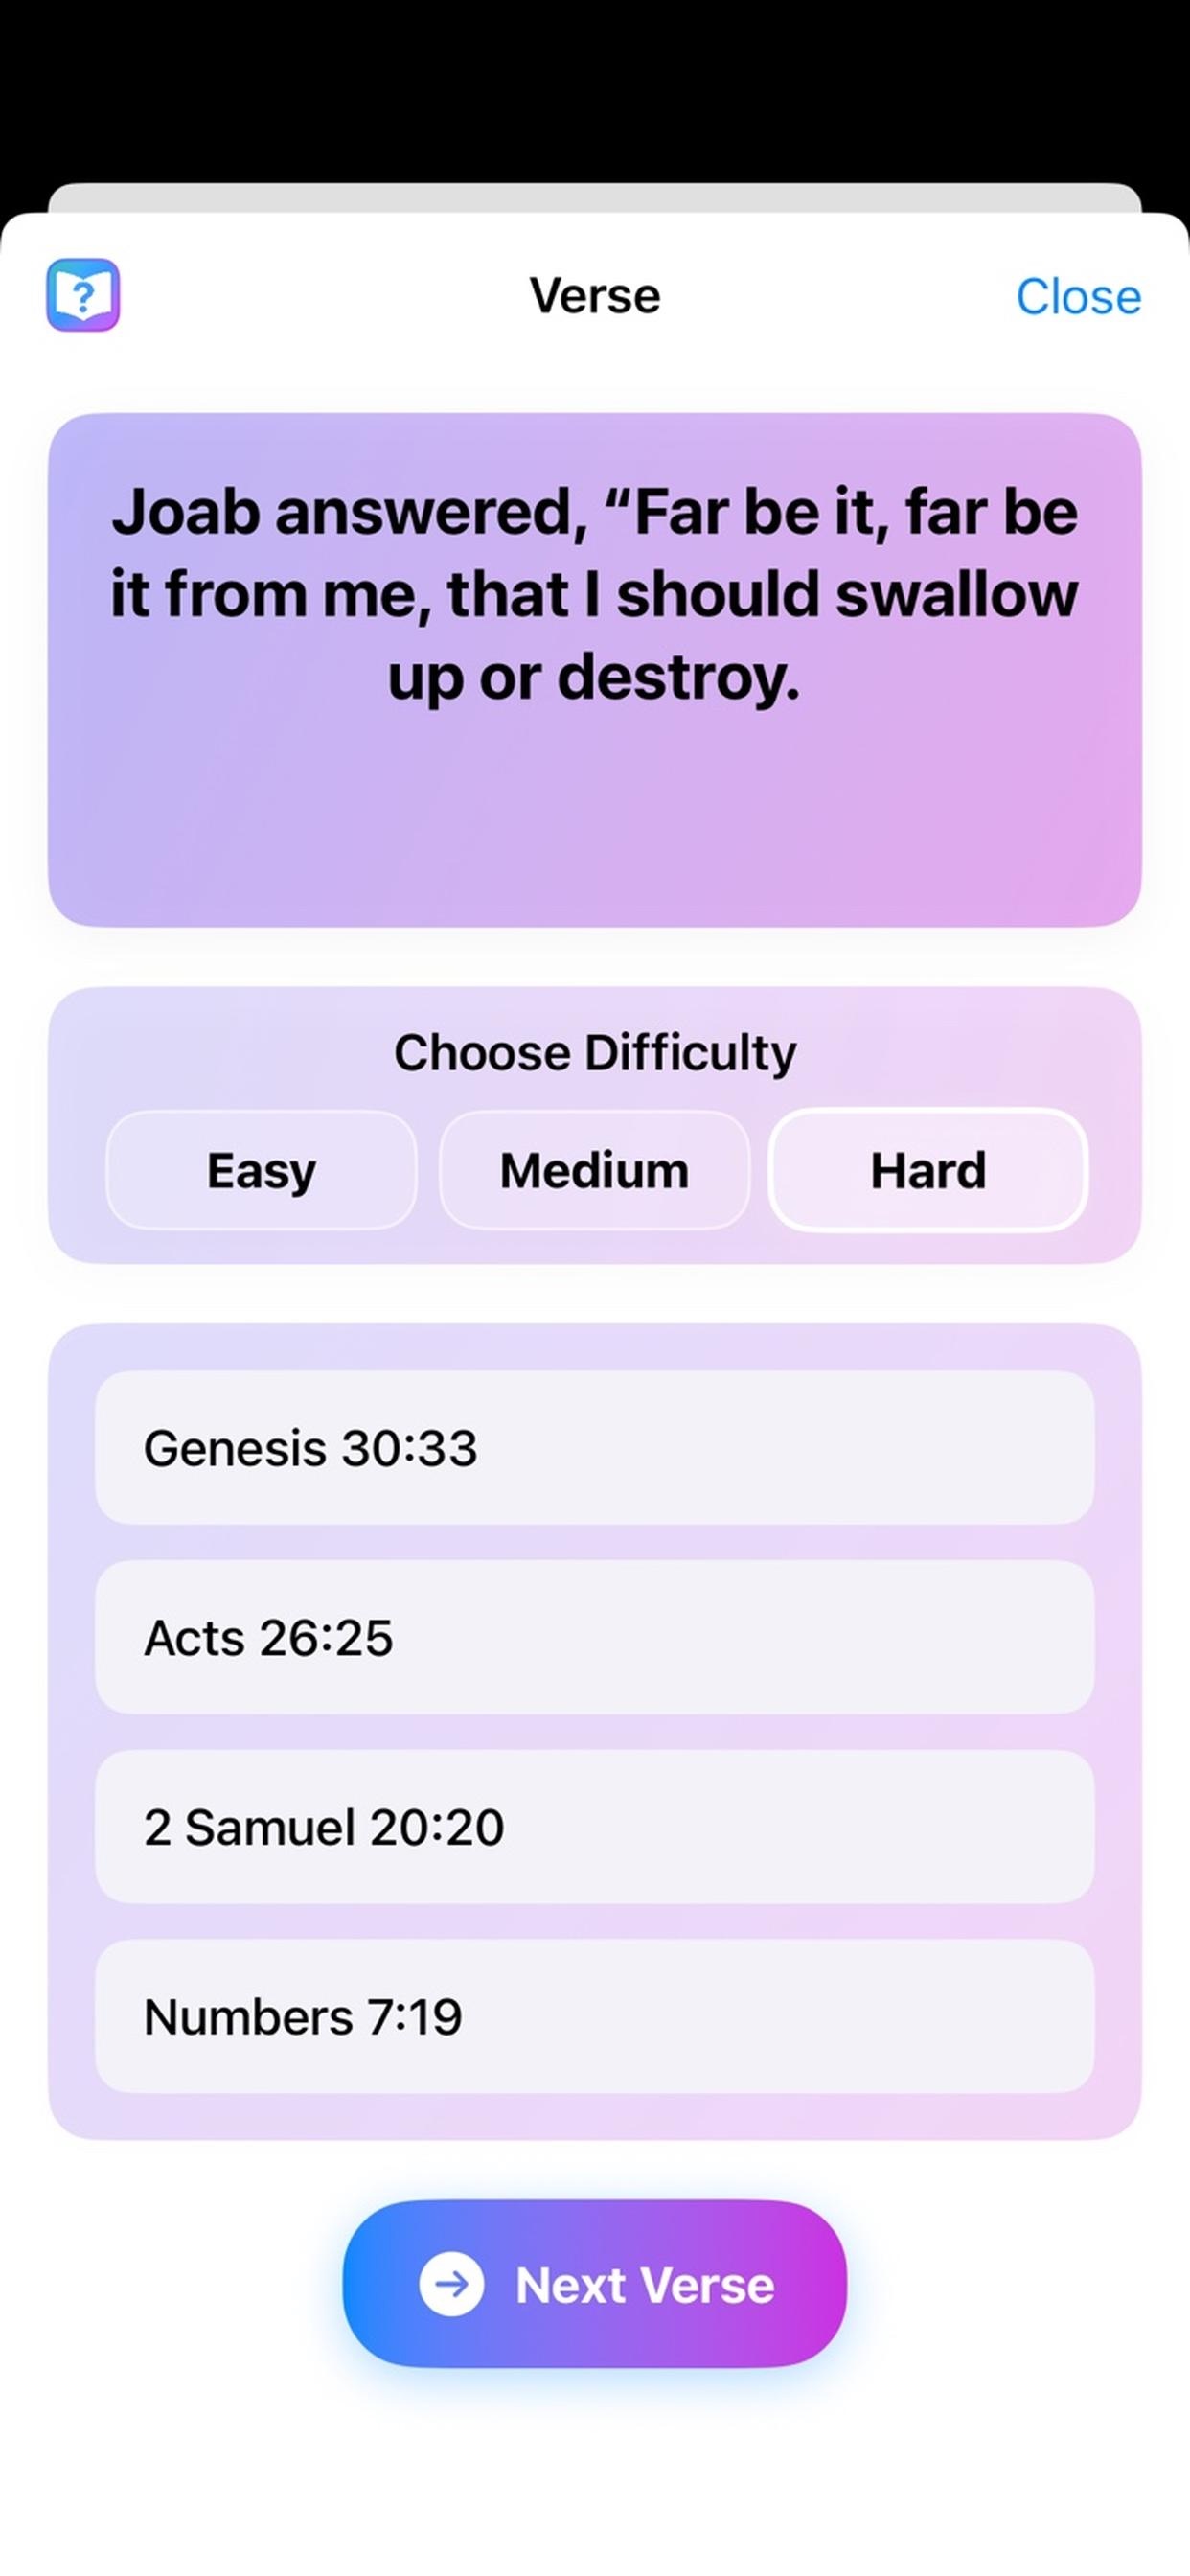 Verse
Close
Joab answered, “Far be it, far be
it from me, that I should swallow
up or destroy.
Choose Difficulty
Easy
Medium
Hard
Genesis 30:33
Acts 26:25
2 Samuel 20:20
Numbers 7:19
Next Verse